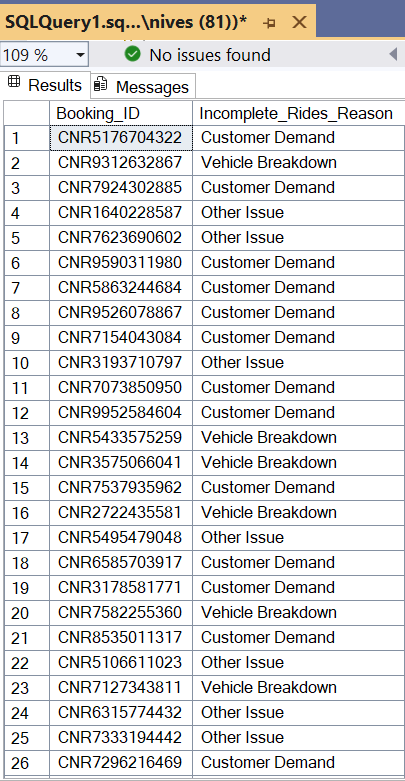 SQLQuery1.sq...\nives (81))*
109 %
No issues found
Results Messages
Booking_ID Incomplete_Rides_Reason
1 CNR5176704322 Customer Demand
2 CNR9312632867 Vehicle Breakdown
3 CNR7924302885 Customer Demand
4 CNR1640228587 Other Issue
5 CNR7623690602 Other Issue
6 CNR9590311980 Customer Demand
7 CNR5863244684 Customer Demand
8 CNR9526078867 Customer Demand
9 CNR7154043084 Customer Demand
10 CNR3193710797 Other Issue
11 CNR7073850950 Customer Demand
12 CNR9952584604 Customer Demand
13 CNR5433575259 Vehicle Breakdown
14 CNR3575066041 Vehicle Breakdown
15 CNR7537935962 Customer Demand
16 CNR2722435581 Vehicle Breakdown
17 CNR5495479048 Other Issue
18 CNR6585703917 Customer Demand
19 CNR3178581771 Customer Demand
20 CNR7582255360 Vehicle Breakdown
21 CNR8535011317 Customer Demand
22 CNR5106611023 Other Issue
23 CNR7127343811 Vehicle Breakdown
24 CNR6315774432 Other Issue
25 CNR7333194442 Other Issue
26 CNR7296216469 Customer Demand